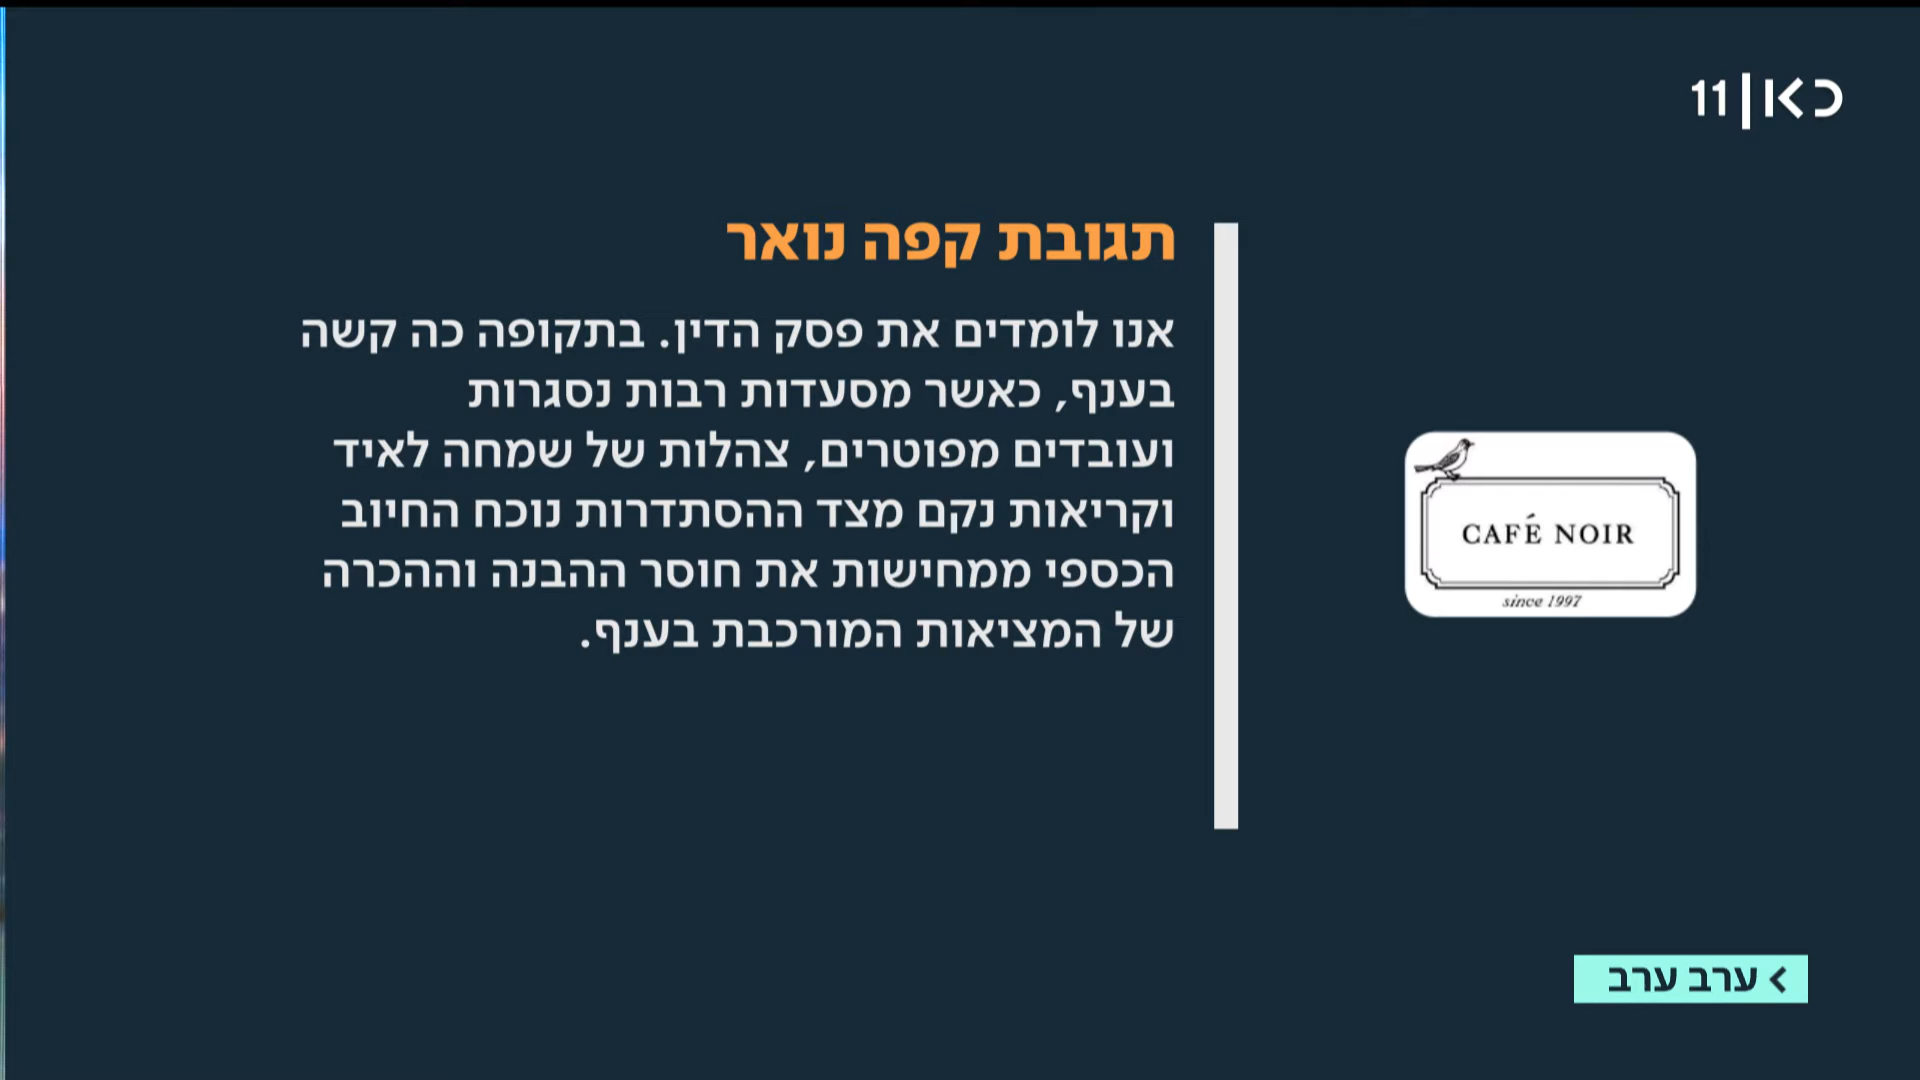 כאן 11
תגובת קפה נואר
אנו לומדים את פסק הדין. בתקופה כה קשה
בענף, כאשר מסעדות רבות נסגרות
ועובדים מפוטרים, צהלות של שמחה לאיד
וקריאות נקם מצד ההסתדרות נוכח החיוב
הכספי ממחישות את חוסר ההבנה וההכרה
של המציאות המורכבת בענף.
CAFÉ NOIR
since 1997
ערב ערב